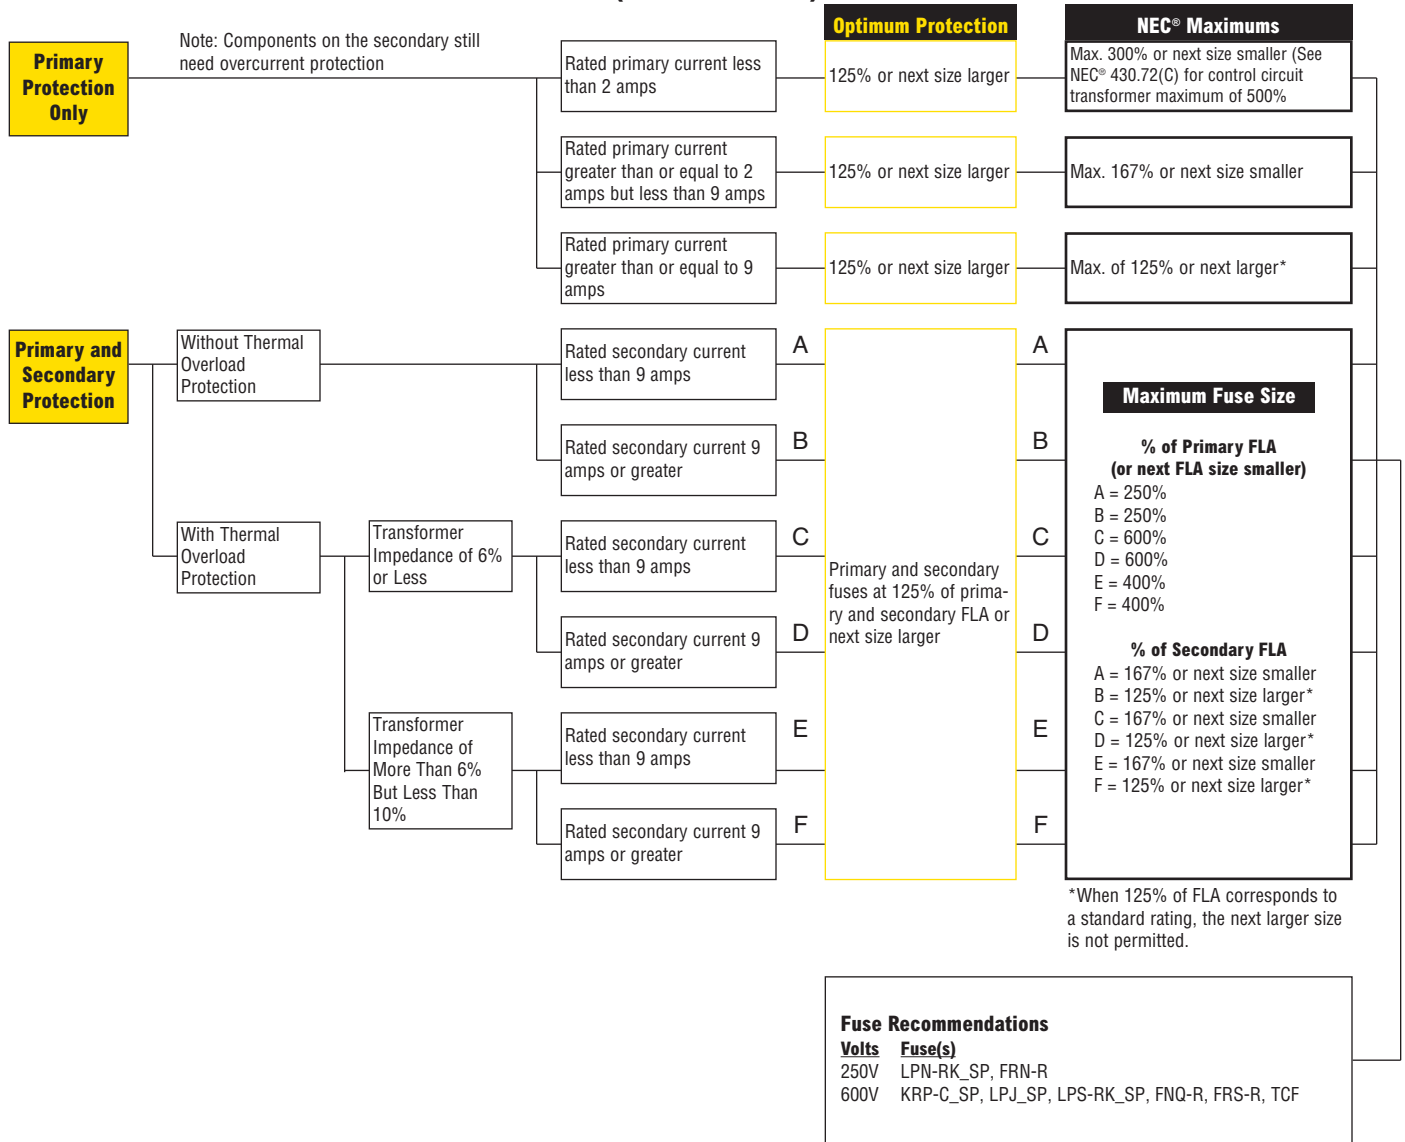 Optimum Protection
NEC® Maximums
Primary
Protection
Only
Note: Components on the secondary still
need overcurrent protection
Rated primary current less
than 2 amps
125% or next size larger
Max. 300% or next size smaller (See
NEC® 430.72(C) for control circuit
transformer maximum of 500%
Rated primary current
greater than or equal to 2
amps but less than 9 amps
125% or next size larger
Max. 167% or next size smaller
Rated primary current
greater than or equal to 9
amps
125% or next size larger
Max. of 125% or next larger*
Primary and
Secondary
Protection
Without Thermal
Overload
Protection
Rated secondary current
less than 9 amps
A
A
Rated secondary current 9
amps or greater
B
B
With Thermal
Overload
Protection
Transformer
Impedance of 6%
or Less
Rated secondary current
less than 9 amps
C
C
Rated secondary current 9
amps or greater
D
D
Transformer
Impedance of
More Than 6%
But Less Than
10%
Rated secondary current
less than 9 amps
E
E
Rated secondary current 9
amps or greater
F
F
Primary and secondary
fuses at 125% of prima-
ry and secondary FLA or
next size larger
Maximum Fuse Size
% of Primary FLA
(or next FLA size smaller)
A = 250%
B = 250%
C = 600%
D = 600%
E = 400%
F = 400%
% of Secondary FLA
A = 167% or next size smaller
B = 125% or next size larger*
C = 167% or next size smaller
D = 125% or next size larger*
E = 167% or next size smaller
F = 125% or next size larger*
*When 125% of FLA corresponds to
a standard rating, the next larger size
is not permitted.
Fuse Recommendations
Volts Fuse(s)
250V LPN-RK_SP, FRN-R
600V KRP-C_SP, LPJ_SP, LPS-RK_SP, FNQ-R, FRS-R, TCF